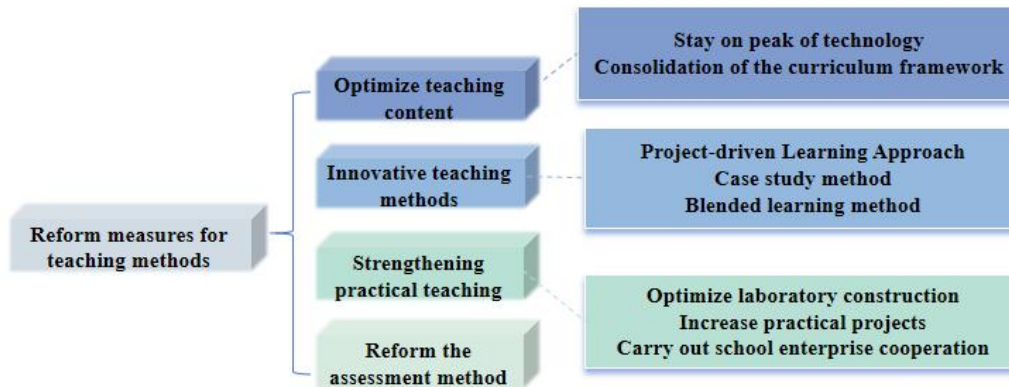 Reform measures for
teaching methods
Optimize teaching
content
Stay on peak of technology
Consolidation of the curriculum framework
Innovative teaching
methods
Project-driven Learning Approach
Case study method
Blended learning method
Strengthening
practical teaching
Optimize laboratory construction
Increase practical projects
Carry out school enterprise cooperation
Reform the
assessment method